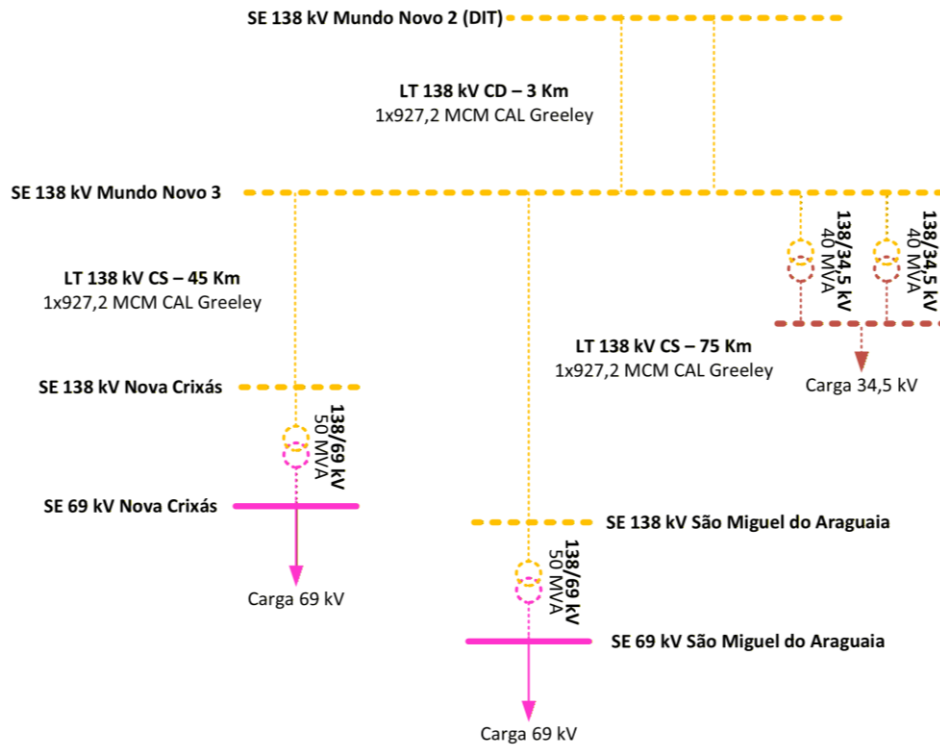 SE 138 kV Mundo Novo 2 (DIT)
LT 138 kV CD – 3 Km
1x927,2 MCM CAL Greeley
SE 138 kV Mundo Novo 3
138/34,5 kV
40 MVA
138/34,5 kV
40 MVA
LT 138 kV CS – 45 Km
1x927,2 MCM CAL Greeley
LT 138 kV CS – 75 Km
1x927,2 MCM CAL Greeley
Carga 34,5 kV
SE 138 kV Nova Crixás
138/69 kV
50 MVA
SE 69 kV Nova Crixás
Carga 69 kV
SE 138 kV São Miguel do Araguaia
138/69 kV
50 MVA
SE 69 kV São Miguel do Araguaia
Carga 69 kV